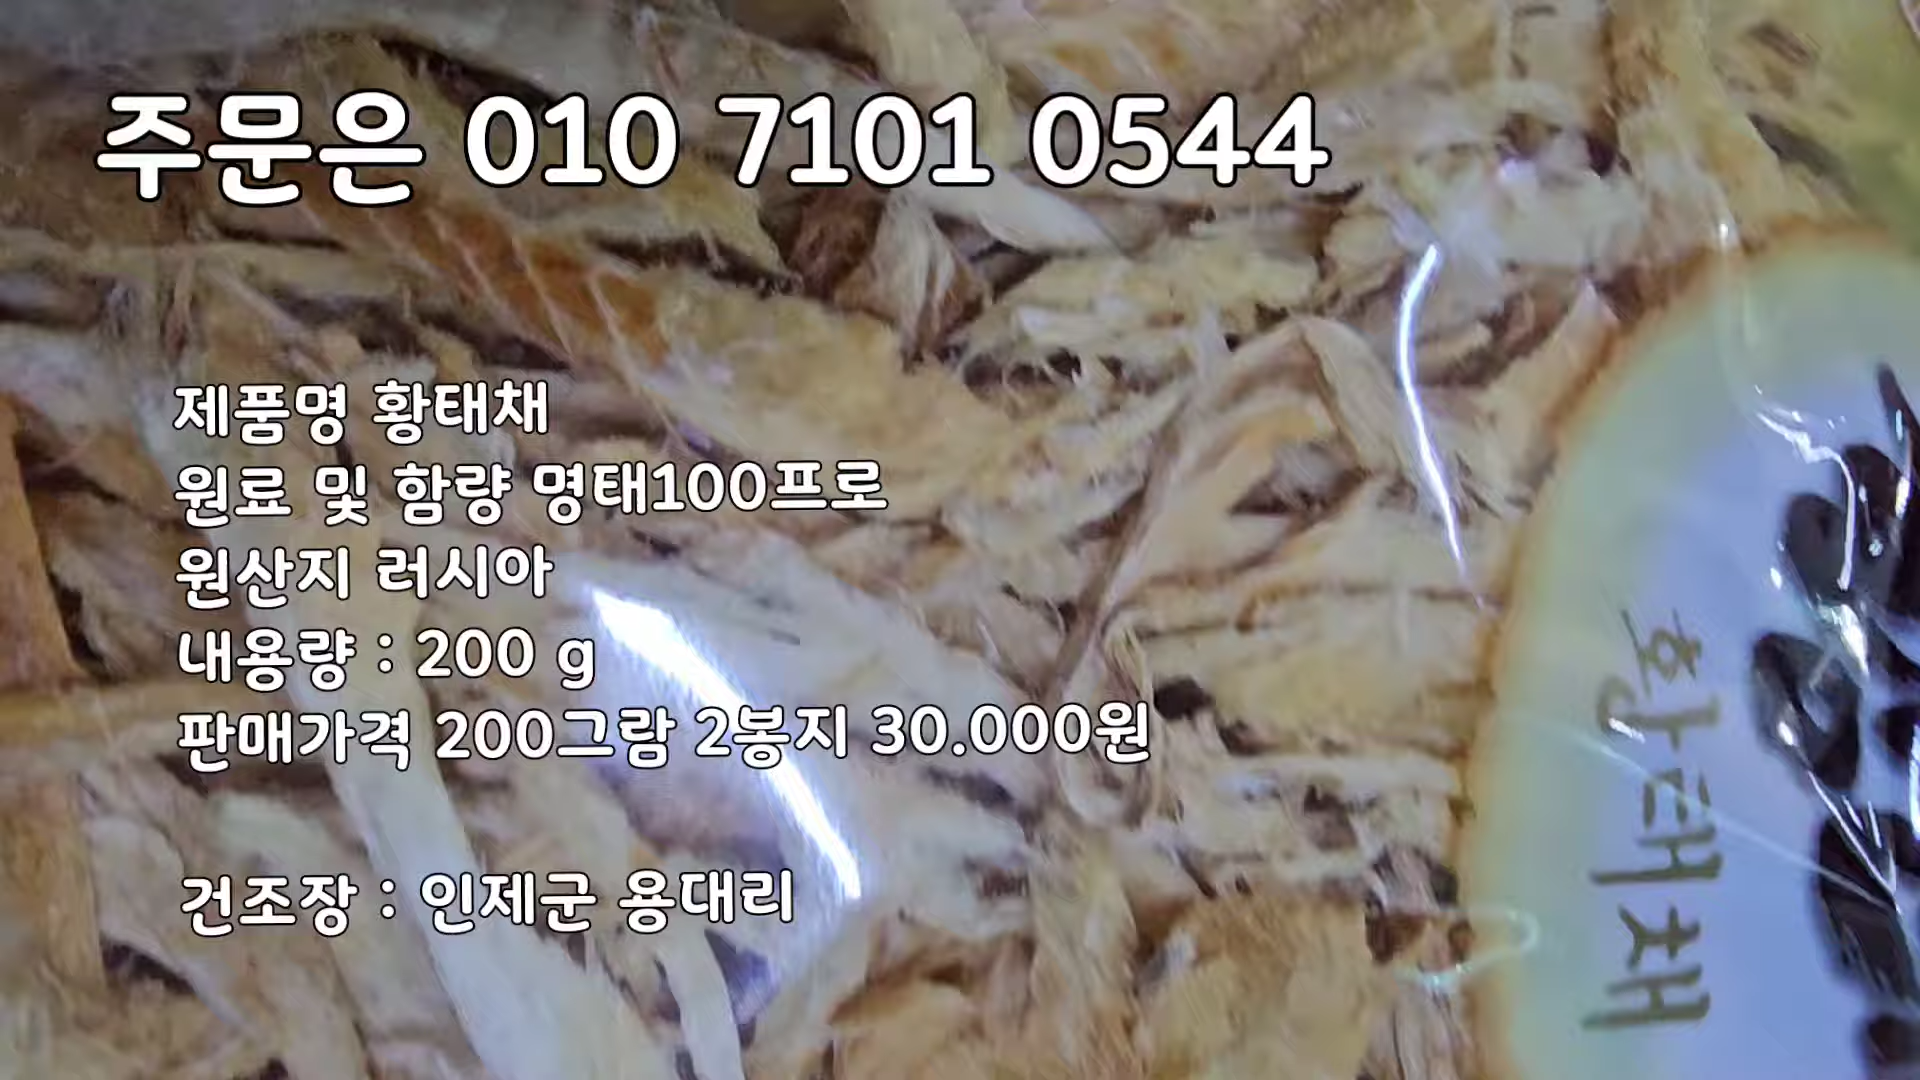 주문은 010 7101 0544
제품명 황태채
원료 및 함량 명태100프로
원산지 러시아
내용량 : 200 g
판매가격 200그람 2봉지 30.000원
건조장 : 인제군 용대리
황태채